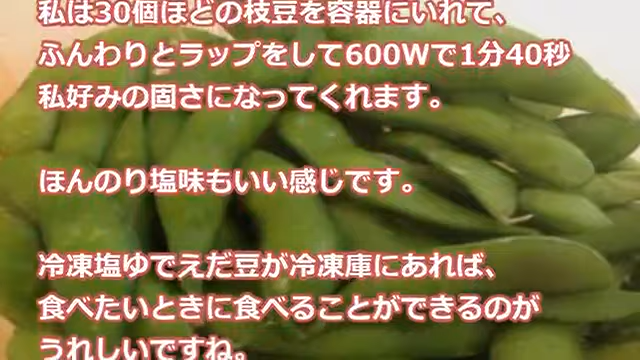 私は30個ほどの枝豆を容器にいれて、
ふんわりとラップをして600Wで1分40秒
私好みの固さになってくれます。
ほんのり塩味もいい感じです。
冷凍塩ゆでえだ豆が冷凍庫にあれば、
食べたいときに食べることができるのが
うれしいですね。